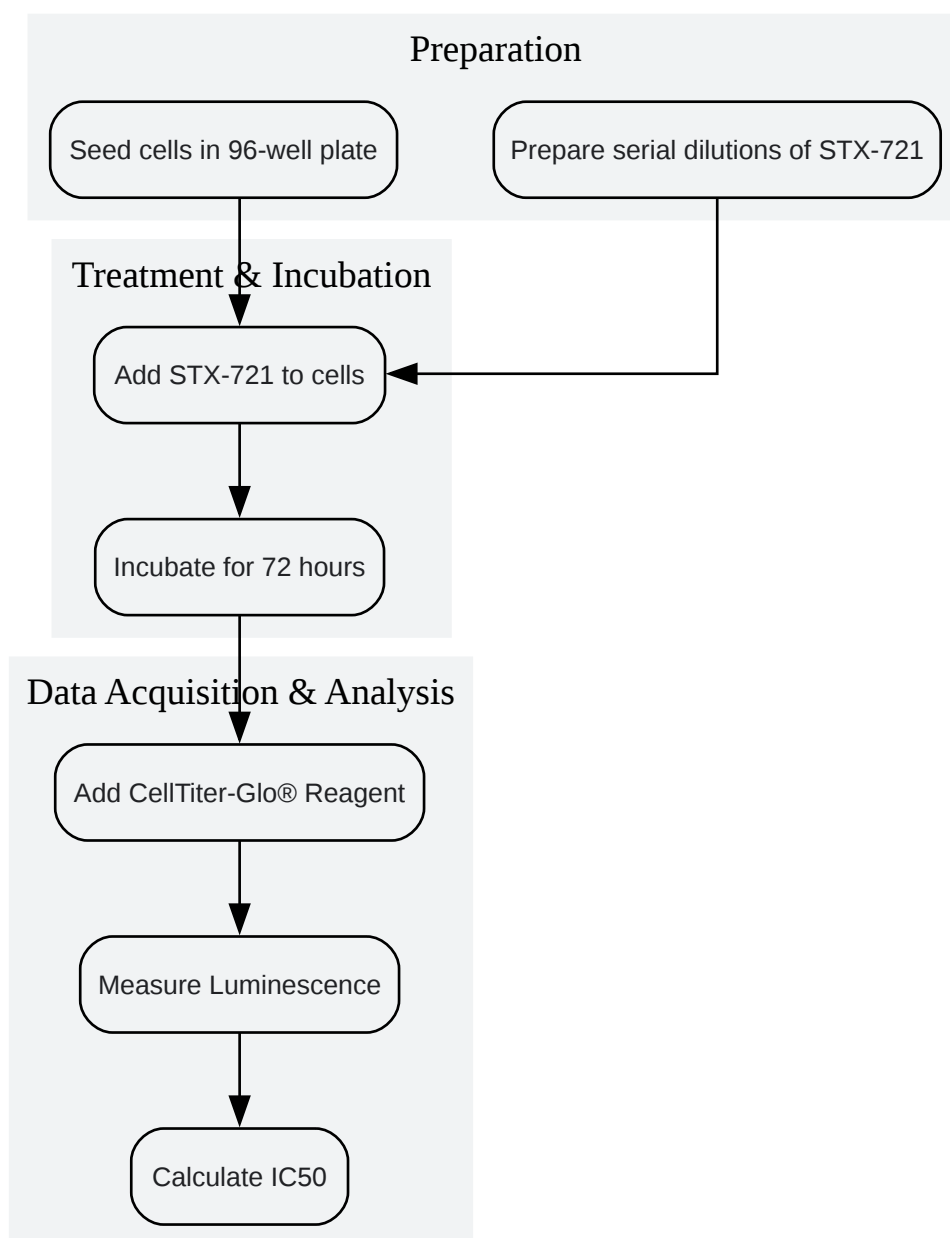 Preparation
Seed cells in 96-well plate
Prepare serial dilutions of STX-721
Treatment & Incubation
Add STX-721 to cells
Incubate for 72 hours
Data Acquisition & Analysis
Add CellTiter-Glo® Reagent
Measure Luminescence
Calculate IC50